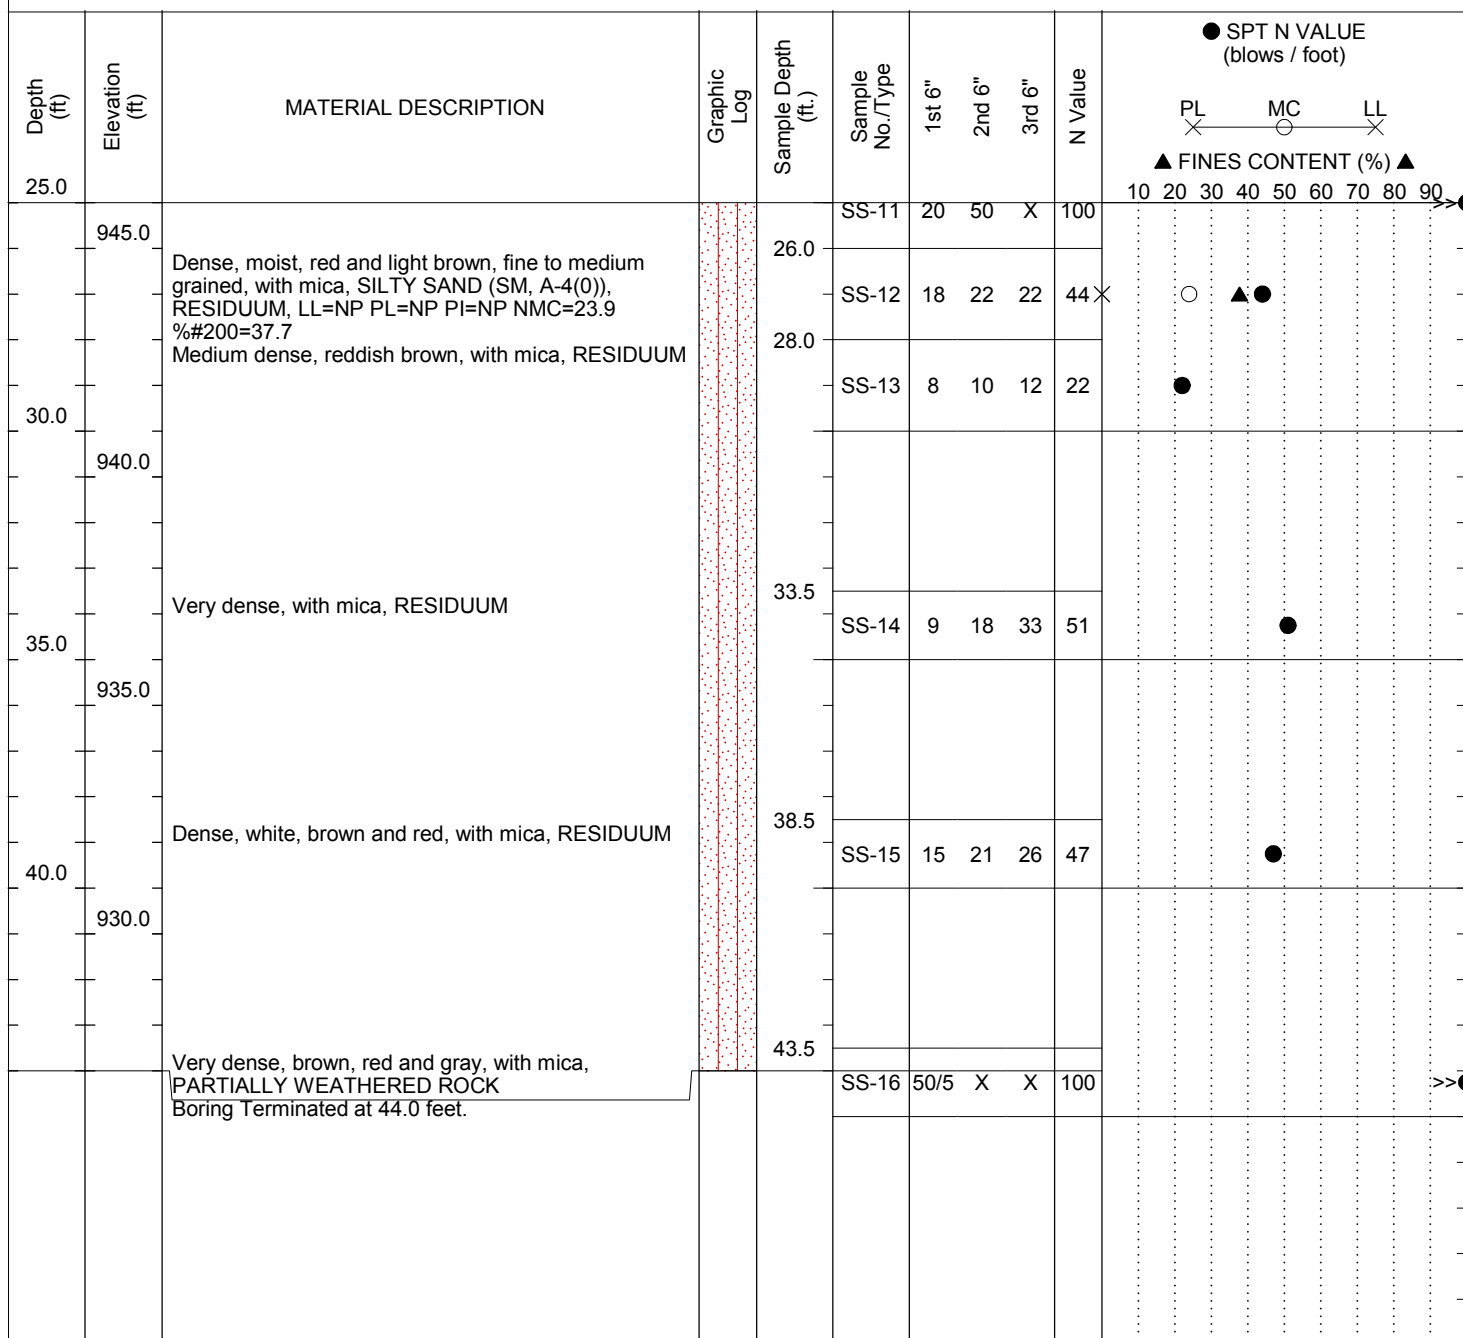 Depth
(ft)
Elevation
(ft)
MATERIAL DESCRIPTION
Graphic
Log
Sample Depth
(ft.)
Sample
No./Type
1st 6"
2nd 6"
3rd 6"
N Value
SPT N VALUE
(blows / foot)
PL MC LL
▲ FINES CONTENT (%) ▲
10 20 30 40 50 60 70 80 90
25.0
SS-11 20 50 X 100 >>
945.0
26.0
Dense, moist, red and light brown, fine to medium
grained, with mica, SILTY SAND (SM, A-4(0)),
RESIDUUM, LL=NP PL=NP PI=NP NMC=23.9
%#200=37.7
SS-12 18 22 22 44
28.0
Medium dense, reddish brown, with mica, RESIDUUM
SS-13 8 10 12 22
30.0
940.0
33.5
Very dense, with mica, RESIDUUM
SS-14 9 18 33 51
35.0
935.0
38.5
Dense, white, brown and red, with mica, RESIDUUM
SS-15 15 21 26 47
40.0
930.0
43.5
Very dense, brown, red and gray, with mica,
PARTIALLY WEATHERED ROCK
SS-16 50/5 X X 100 >>
Boring Terminated at 44.0 feet.